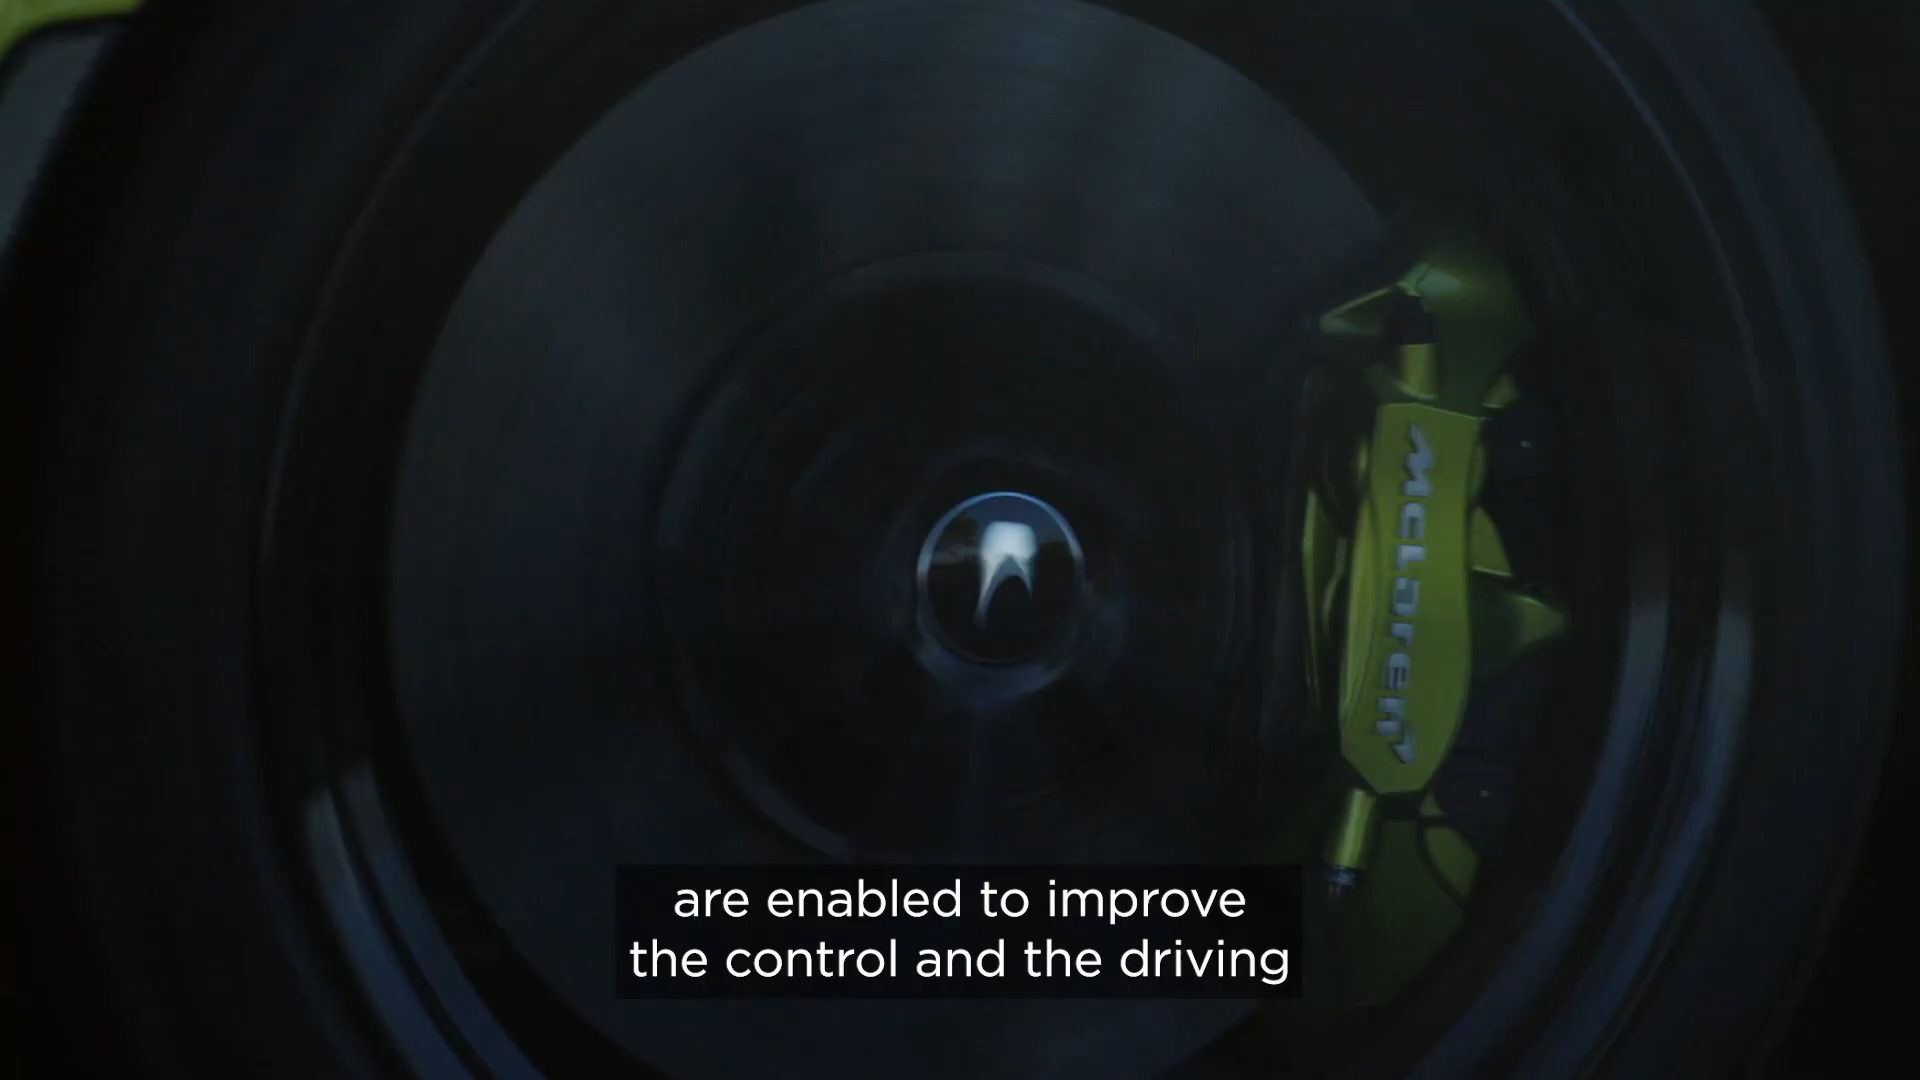 McLaren
are enabled to improve
the control and the driving